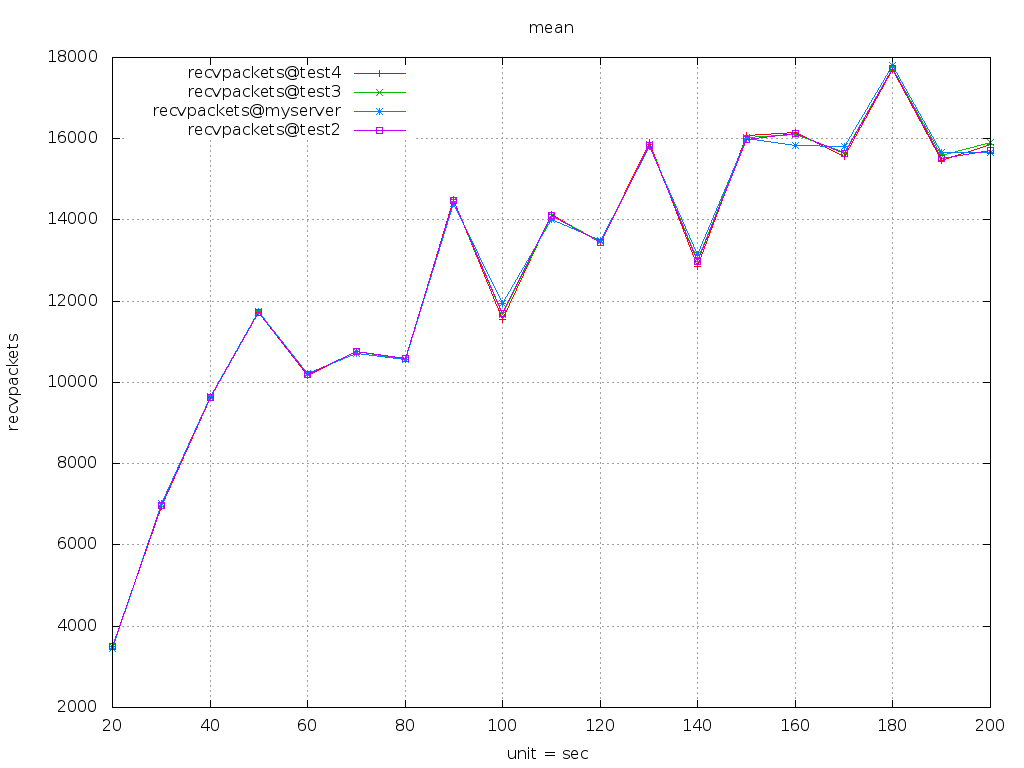 mean
18000
16000
14000
12000
10000
8000
6000
4000
2000
recvpackets@test4
recvpackets@test3
recvpackets@myserver
recvpackets@test2
recvpackets
20 40 60 80 100 120 140 160 180 200
unit = sec